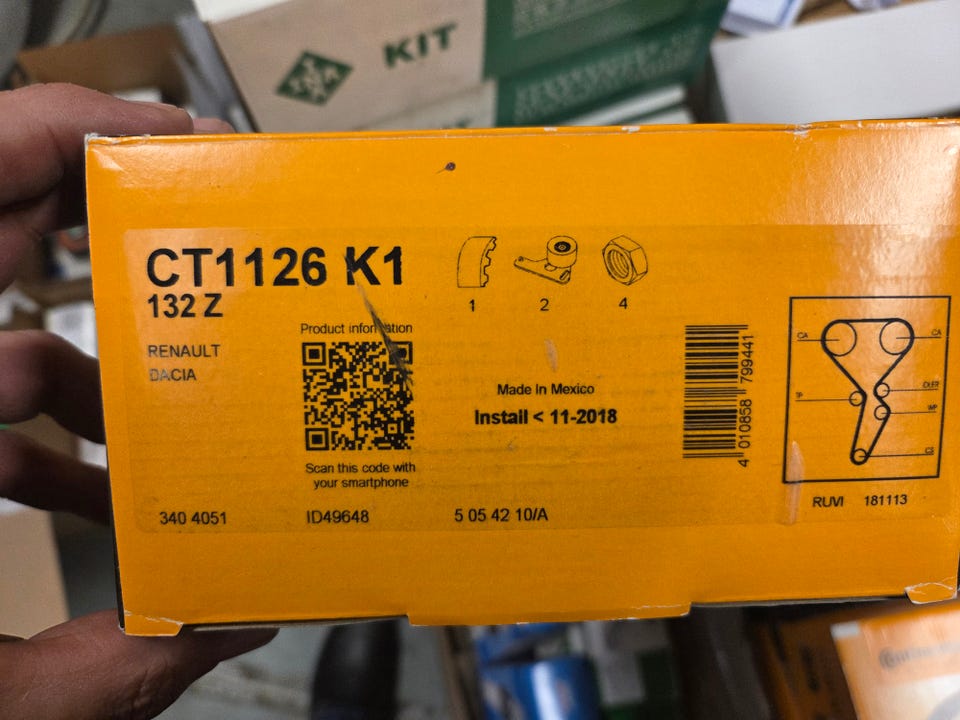 KIT
CT1126 K1
132 Z
RENAULT
DACIA
1
2
4
Product information
Scan this code with
your smartphone
Made In Mexico
Install < 11-2018
4 010858 799441
CA
CA
IDLER
TP
WP
CS
RUVI 181113
340 4051
ID49648
5 05 42 10/A